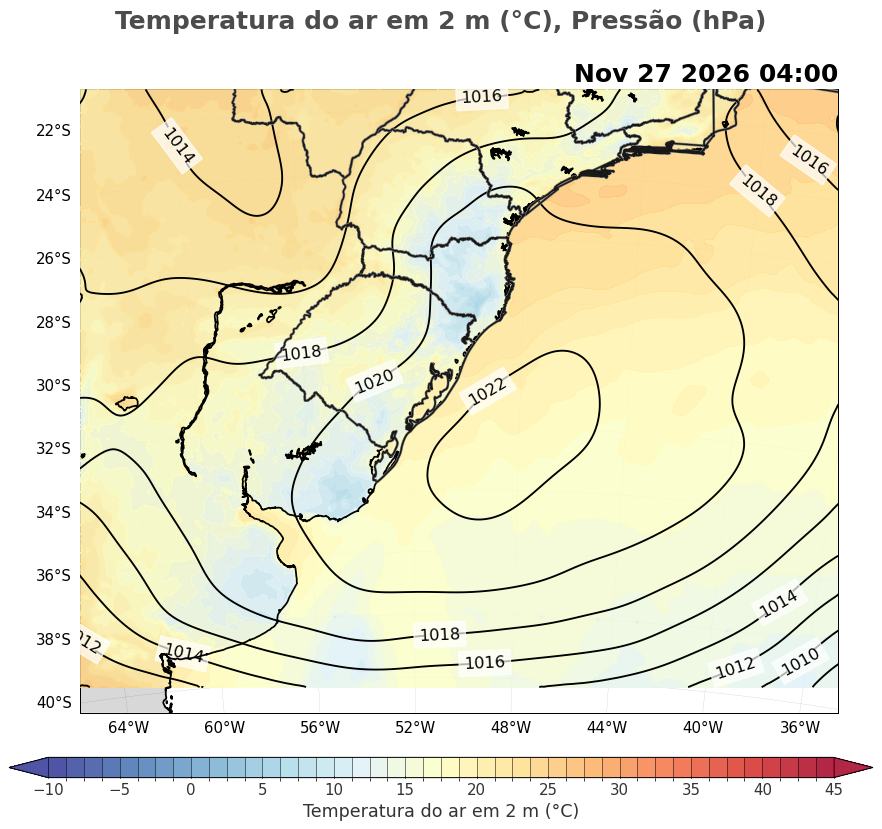 Temperatura do ar em 2 m (°C), Pressão (hPa)
Nov 27 2026 04:00
1016
22°S
1014
1016
24°S
1018
26°S
28°S
1018
30°S
1020
1022
32°S
34°S
36°S
1014
38°S
1018
012
1014
1016
1012
1010
40°S
64°W 60°W 56°W 52°W 48°W 44°W 40°W 36°W
−10 −5 0 5 10 15 20 25 30 35 40 45
Temperatura do ar em 2 m (°C)